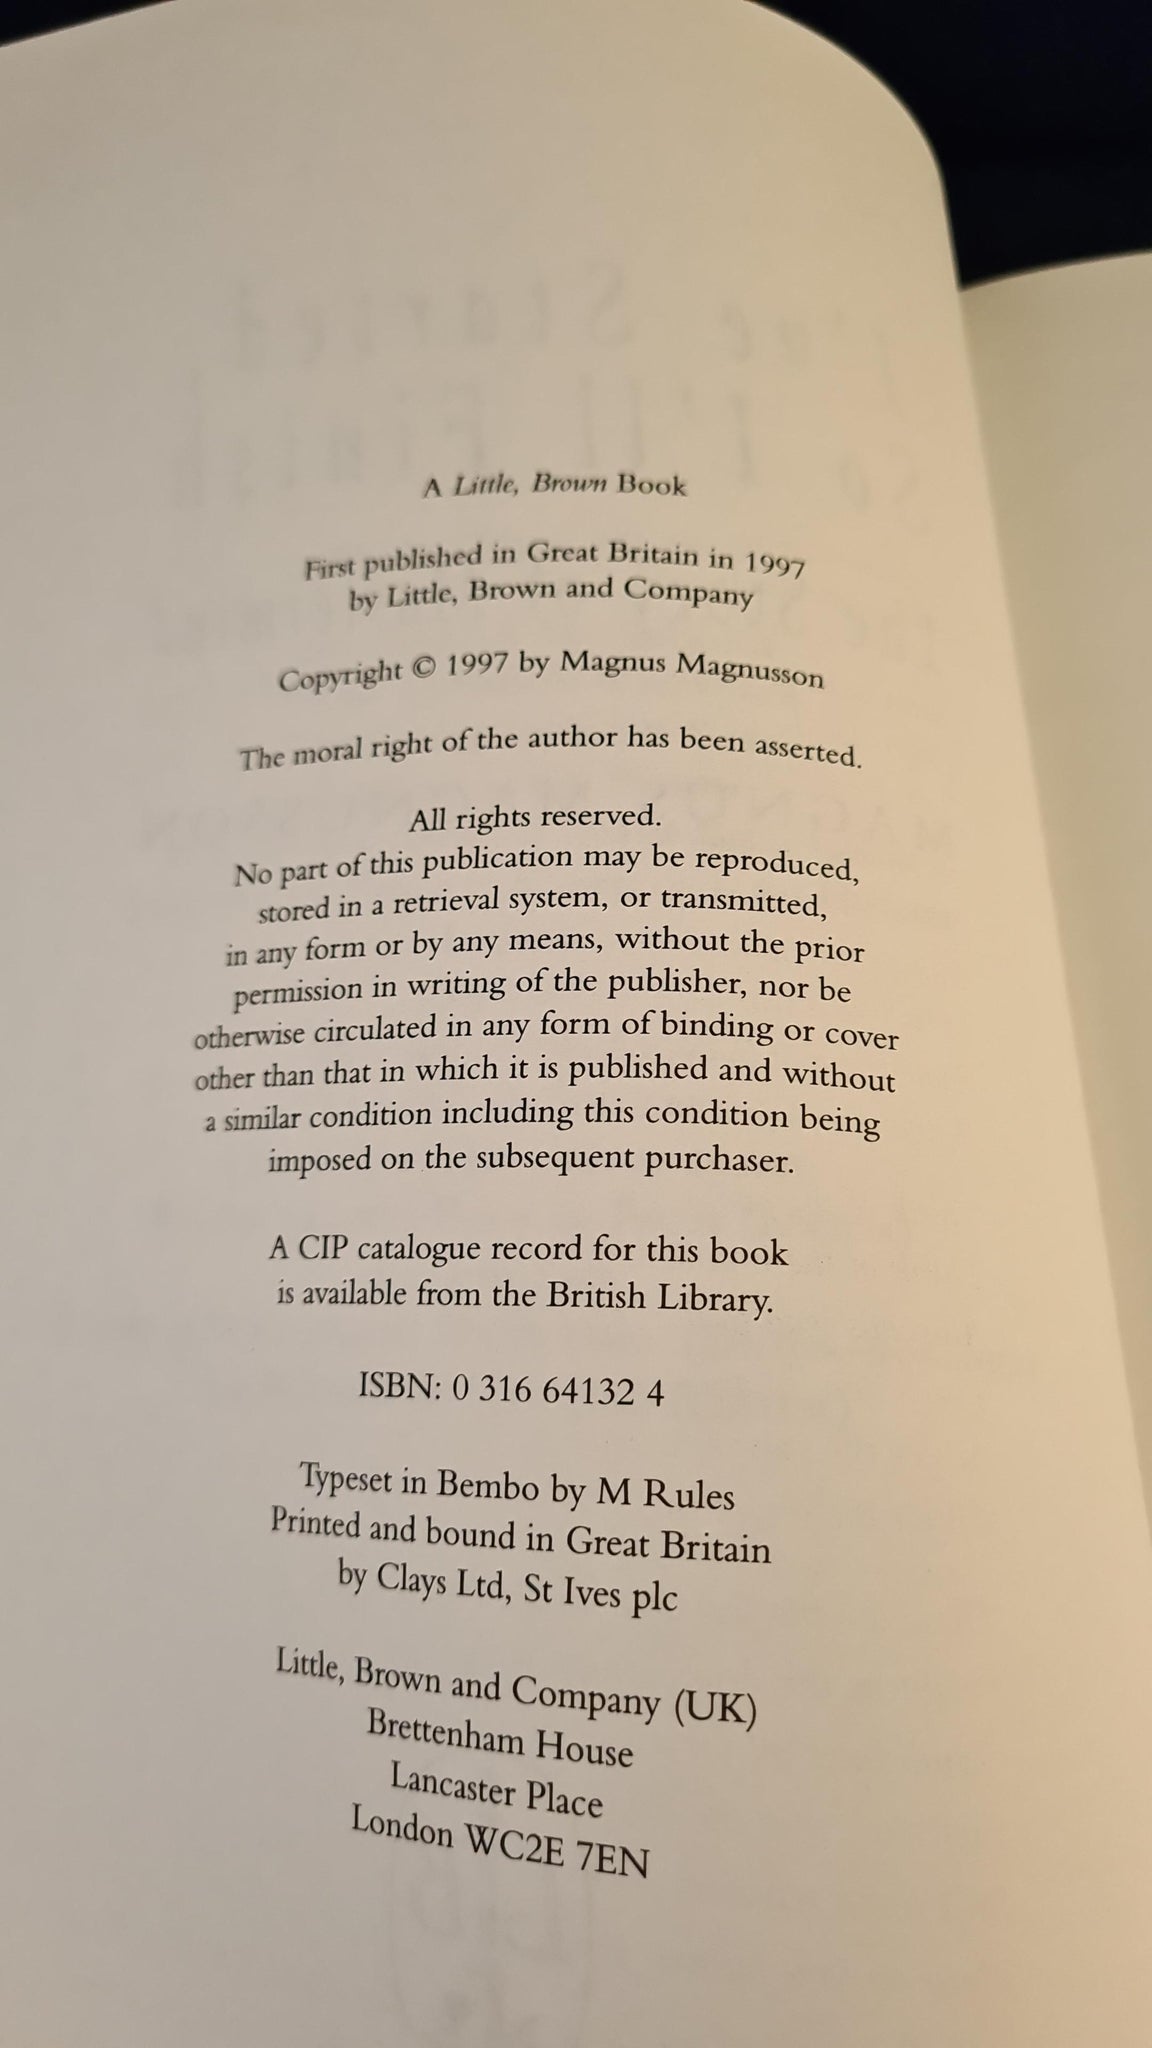 A Little, Brown Book
First published in Great Britain in 1997
by Little, Brown and Company
Copyright © 1997 by Magnus Magnusson
The moral right of the author has been asserted.
All rights reserved.
No part of this publication may be reproduced,
stored in a retrieval system, or transmitted,
in any form or by any means, without the prior
permission in writing of the publisher, nor be
otherwise circulated in any form of binding or cover
other than that in which it is published and without
a similar condition including this condition being
imposed on the subsequent purchaser.
A CIP catalogue record for this book
is available from the British Library.
ISBN: 0 316 64132 4
Typeset in Bembo by M Rules
Printed and bound in Great Britain
by Clays Ltd, St Ives plc
Little, Brown and Company (UK)
Brettenham House
Lancaster Place
London WC2E 7EN